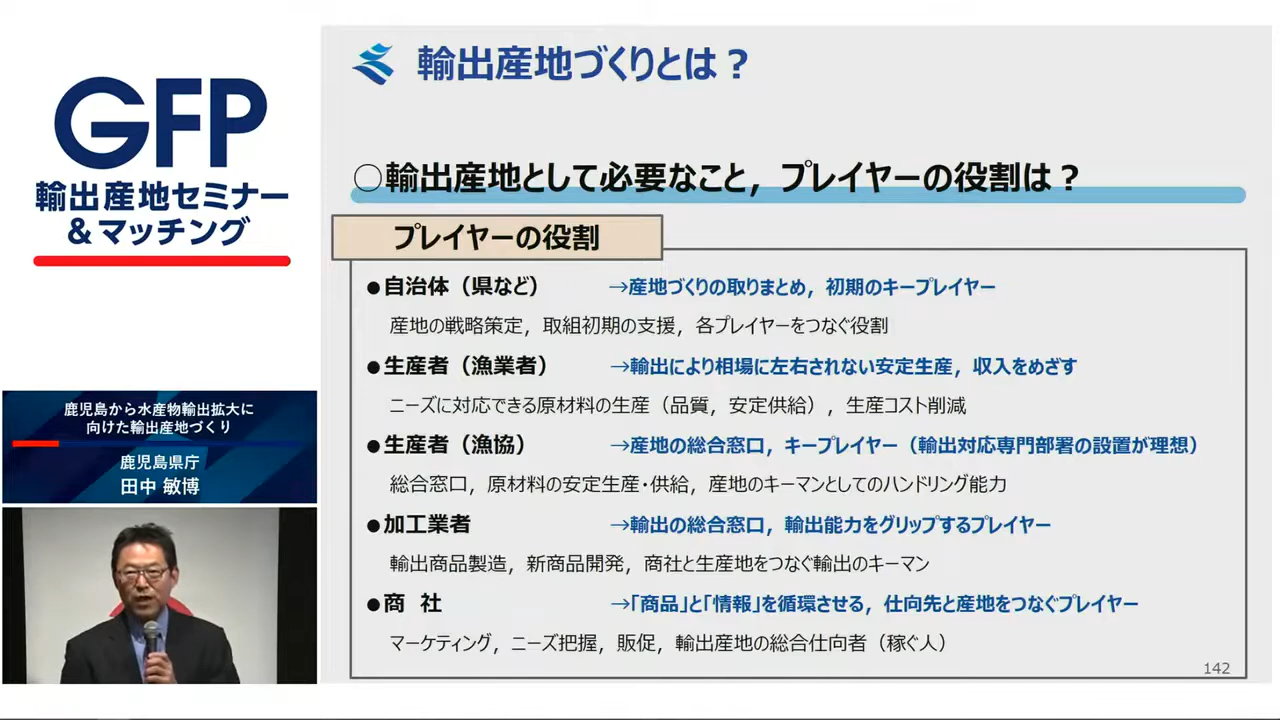 GFP
輸出産地セミナー
&マッチング
鹿児島から水産物輸出拡大に
向けた輸出産地づくり
鹿児島県庁
田中 敏博
輸出産地づくりとは？
○輸出産地として必要なこと，プレイヤーの役割は？
プレイヤーの役割
●自治体（県など） →産地づくりの取りまとめ，初期のキープレイヤー
産地の戦略策定，取組初期の支援，各プレイヤーをつなぐ役割
●生産者（漁業者） →輸出により相場に左右されない安定生産，収入をめざす
ニーズに対応できる原材料の生産（品質，安定供給），生産コスト削減
●生産者（漁協） →産地の総合窓口，キープレイヤー（輸出対応専門部署の設置が理想）
総合窓口，原材料の安定生産・供給，産地のキーマンとしてのハンドリング能力
●加工業者 →輸出の総合窓口，輸出能力をグリップするプレイヤー
輸出商品製造，新商品開発，商社と生産地をつなぐ輸出のキーマン
●商 社 →「商品」と「情報」を循環させる，仕向先と産地をつなぐプレイヤー
マーケティング，ニーズ把握，販促，輸出産地の総合仕向者（稼ぐ人）
142